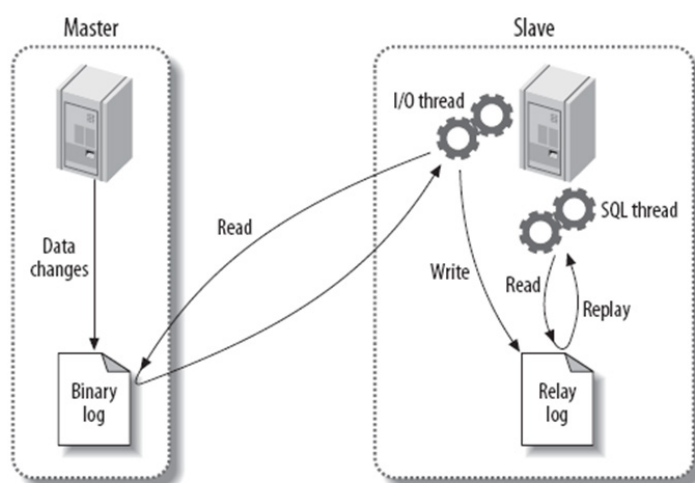 Master
Slave
I/O thread
SQL thread
Read
Data
changes
Write
Read
Replay
Binary
log
Relay
log